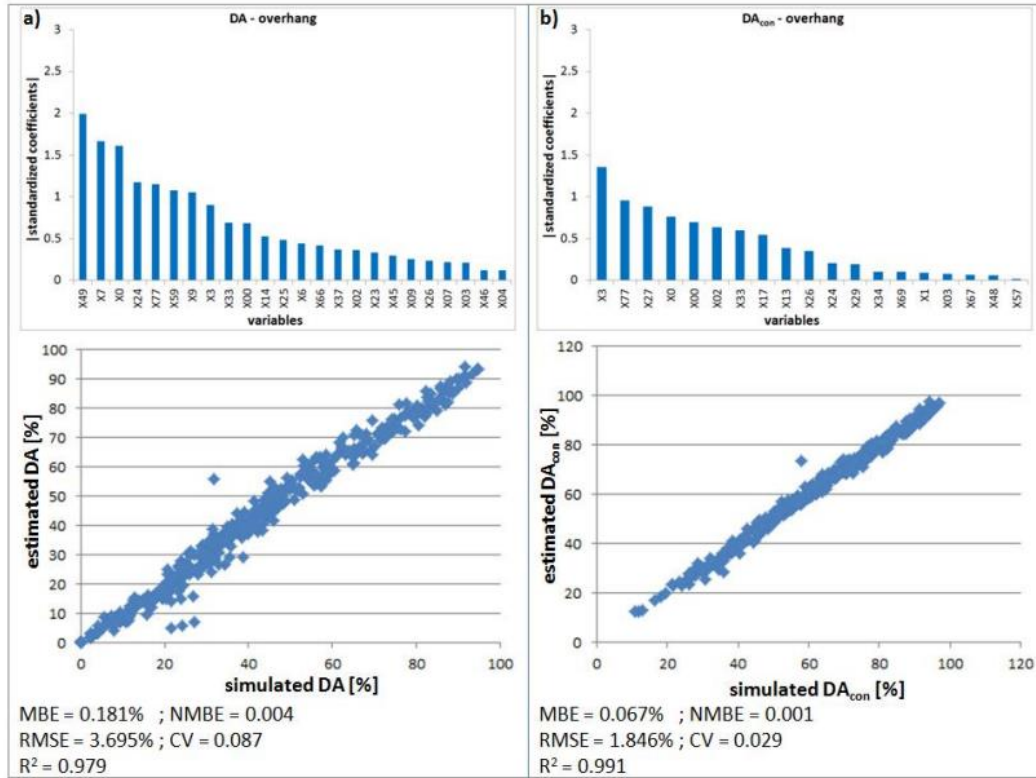 a)
DA - overhang
|standardized coefficients|
3
2.5
2
1.5
1
0.5
0
X49 X7 X0 X24 X77 X59 X9 X3 X33 X00 X14 X25 X6 X66 X37 X02 X23 X45 X09 X26 X07 X03 X46 X04
variables
estimated DA [%]
100
90
80
70
60
50
40
30
20
10
0
0 20 40 60 80 100
simulated DA [%]
MBE = 0.181% ; NMBE = 0.004
RMSE = 3.695% ; CV = 0.087
R² = 0.979
b)
DAcon - overhang
|standardized coefficients|
3
2.5
2
1.5
1
0.5
0
X3 X77 X27 X0 X00 X02 X33 X17 X13 X26 X24 X29 X34 X69 X1 X03 X67 X48 X57
variables
estimated DAcon [%]
120
100
80
60
40
20
0
0 20 40 60 80 100 120
simulated DAcon [%]
MBE = 0.067% ; NMBE = 0.001
RMSE = 1.846% ; CV = 0.029
R² = 0.991